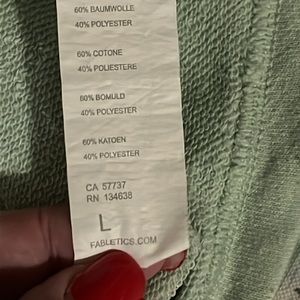 60% BAUMWOLLE
40% POLYESTER
60% COTONE
40% POLIESTERE
60% BOMULD
40% POLYESTER
60% KATOEN
40% POLYESTER
CA 57737
RN 134638
L
FABLETICS.COM